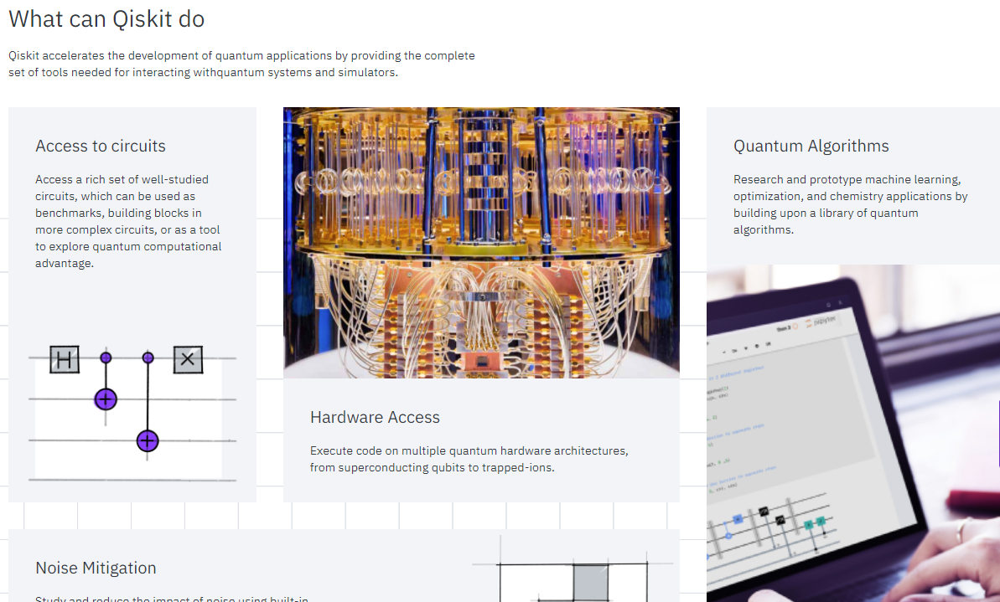 What can Qiskit do
Qiskit accelerates the development of quantum applications by providing the complete
set of tools needed for interacting withquantum systems and simulators.
Access to circuits
Access a rich set of well-studied
circuits, which can be used as
benchmarks, building blocks in
more complex circuits, or as a tool
to explore quantum computational
advantage.
H
X
Hardware Access
Execute code on multiple quantum hardware architectures,
from superconducting qubits to trapped-ions.
Quantum Algorithms
Research and prototype machine learning,
optimization, and chemistry applications by
building upon a library of quantum
algorithms.
Noise Mitigation
Study and reduce the impact of noise using built-in